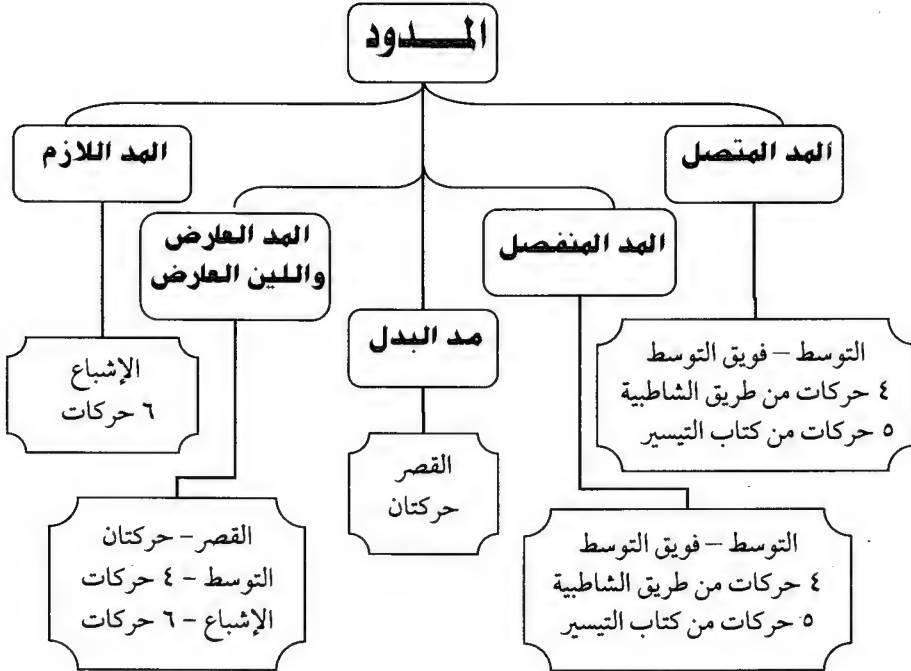 المـــدود
المد المتصل
المد المنفصل
مد البدل
المد العارض
واللين العارض
المد اللازم
التوسط – فويق التوسط
٤ حركات من طريق الشاطبية
٥ حركات من كتاب التيسير
التوسط – فويق التوسط
٤ حركات من طريق الشاطبية
٥ حركات من كتاب التيسير
القصر
حركتان
القصر – حركتان
التوسط – ٤ حركات
الإشباع – ٦ حركات
الإشباع
٦ حركات